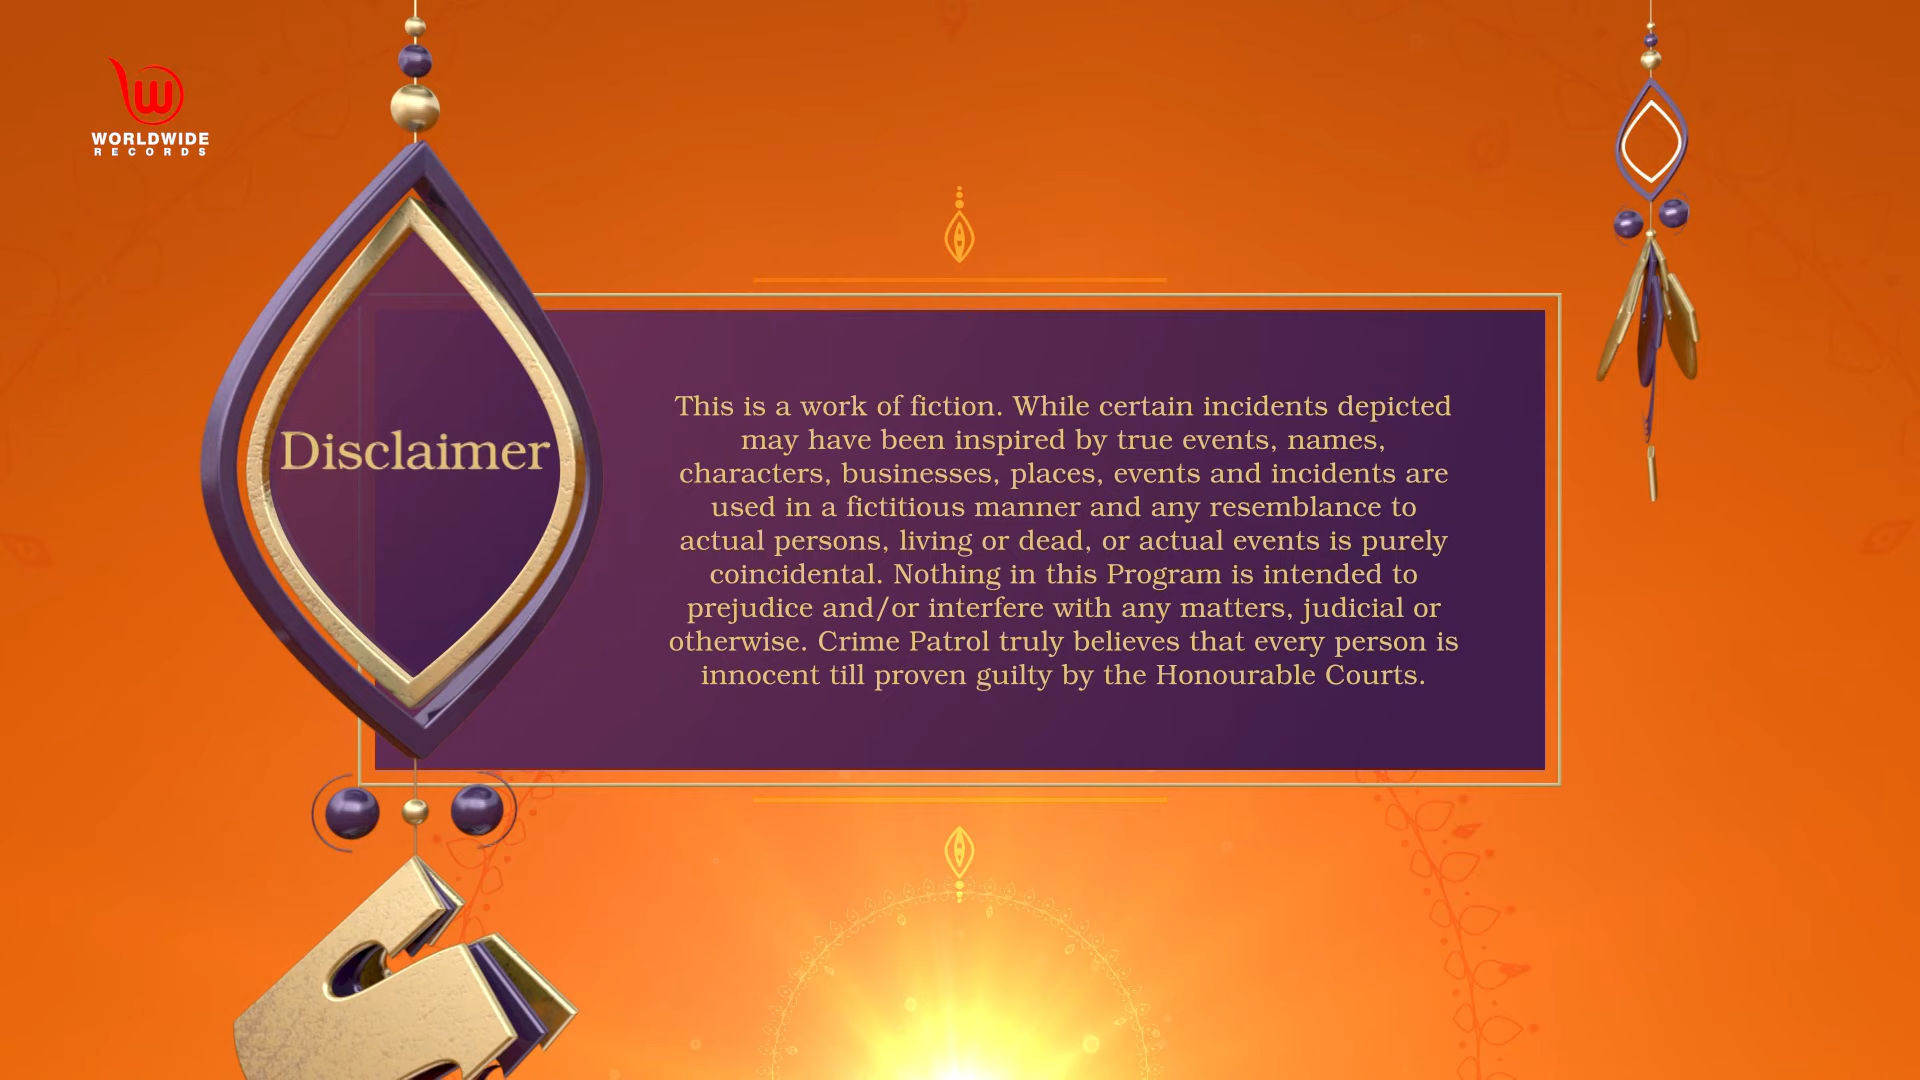 WORLDWIDE
RECORDS
Disclaimer
This is a work of fiction. While certain incidents depicted
may have been inspired by true events, names,
characters, businesses, places, events and incidents are
used in a fictitious manner and any resemblance to
actual persons, living or dead, or actual events is purely
coincidental. Nothing in this Program is intended to
prejudice and/or interfere with any matters, judicial or
otherwise. Crime Patrol truly believes that every person is
innocent till proven guilty by the Honourable Courts.